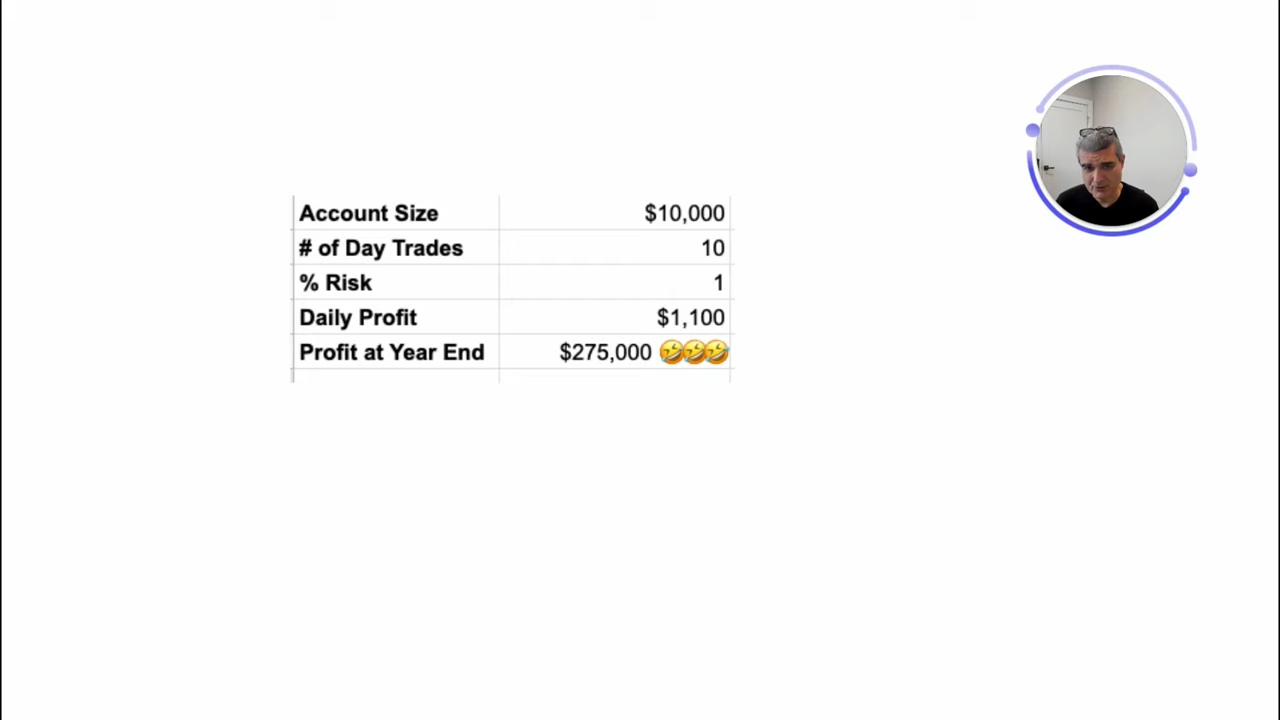 Account Size $10,000
# of Day Trades 10
% Risk 1
Daily Profit $1,100
Profit at Year End $275,000 🤣🤣🤣